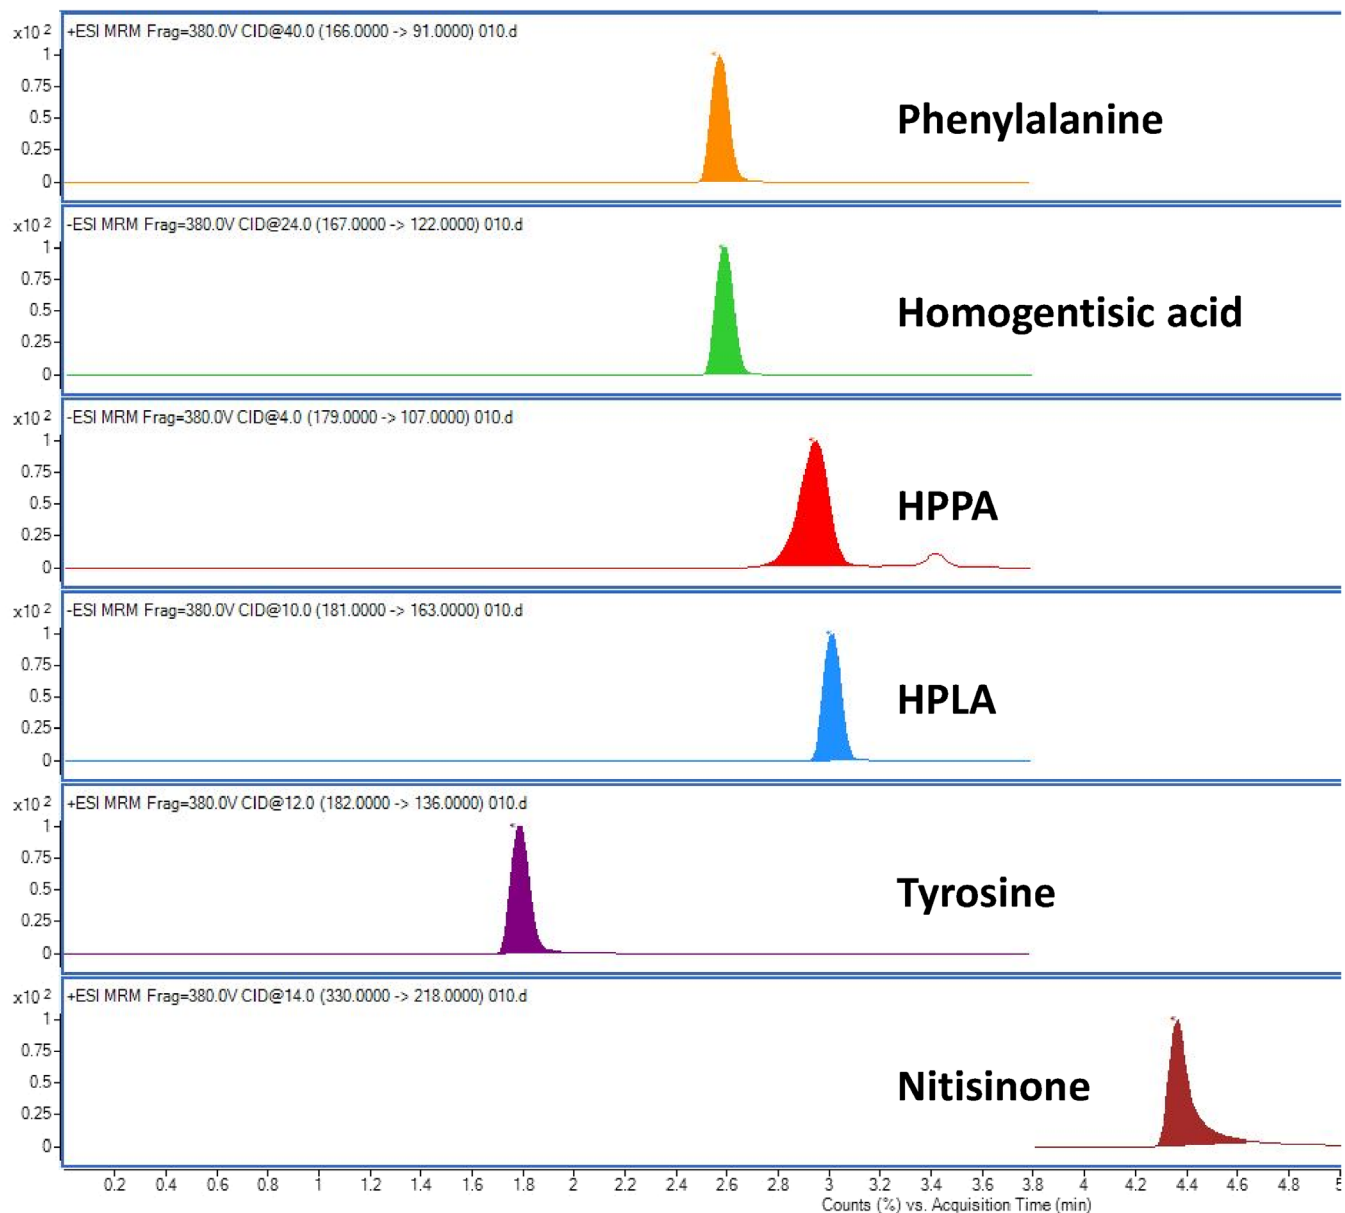 x10 2 +ESI MRM Frag=380.0V CID@40.0 (166.0000 -> 91.0000) 010.d
1
0.75
0.5
0.25
0
Phenylalanine
x10 2 -ESI MRM Frag=380.0V CID@24.0 (167.0000 -> 122.0000) 010.d
1
0.75
0.5
0.25
0
Homogentisic acid
x10 2 -ESI MRM Frag=380.0V CID@4.0 (179.0000 -> 107.0000) 010.d
1
0.75
0.5
0.25
0
HPPA
x10 2 -ESI MRM Frag=380.0V CID@10.0 (181.0000 -> 163.0000) 010.d
1
0.75
0.5
0.25
0
HPLA
x10 2 +ESI MRM Frag=380.0V CID@12.0 (182.0000 -> 136.0000) 010.d
1
0.75
0.5
0.25
0
Tyrosine
x10 2 +ESI MRM Frag=380.0V CID@14.0 (330.0000 -> 218.0000) 010.d
1
0.75
0.5
0.25
0
Nitisinone
0.2 0.4 0.6 0.8 1 1.2 1.4 1.6 1.8 2 2.2 2.4 2.6 2.8 3 3.2 3.4 3.6 3.8 4 4.2 4.4 4.6 4.8
Counts (%) vs. Acquisition Time (min)